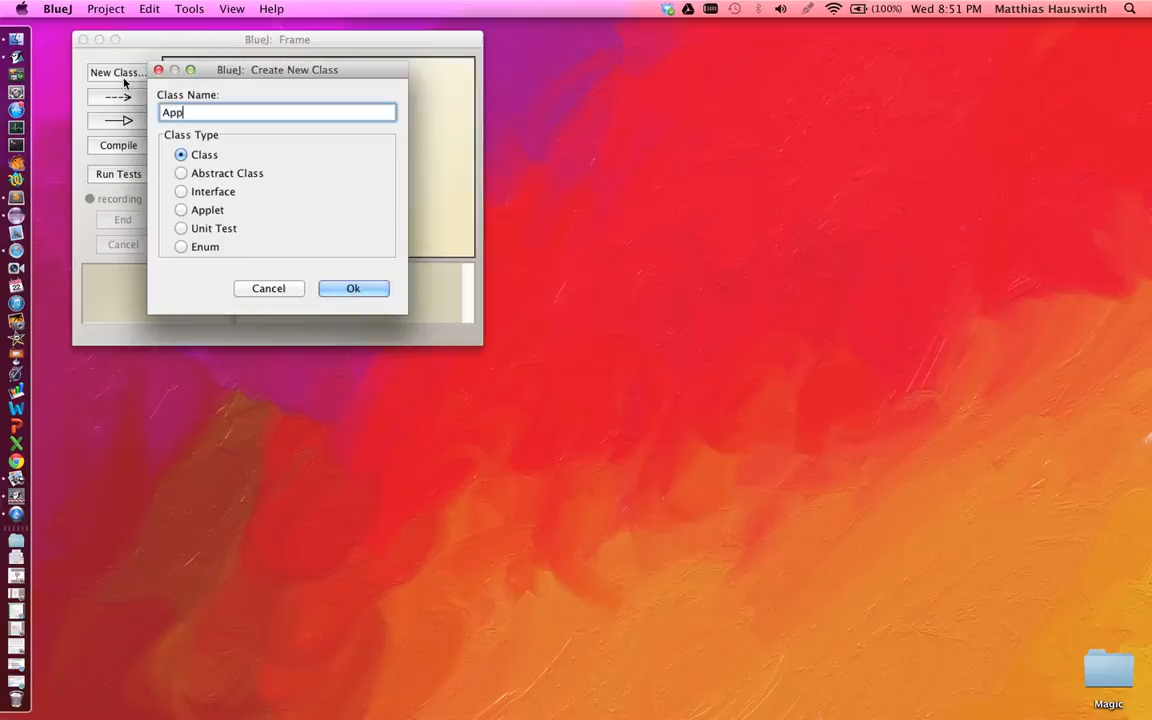 BlueJ Project Edit Classes Tools View Help (100%) Wed 8:51 PM Matthias Hauswirth
BlueJ: Frame
New Class...
BlueJ: Create New Class
Class Name:
App
Class Type
Class
Abstract Class
Interface
Applet
Unit Test
Enum
Cancel
Ok
Compile
Run Tests
recording
End
Cancel
Magic